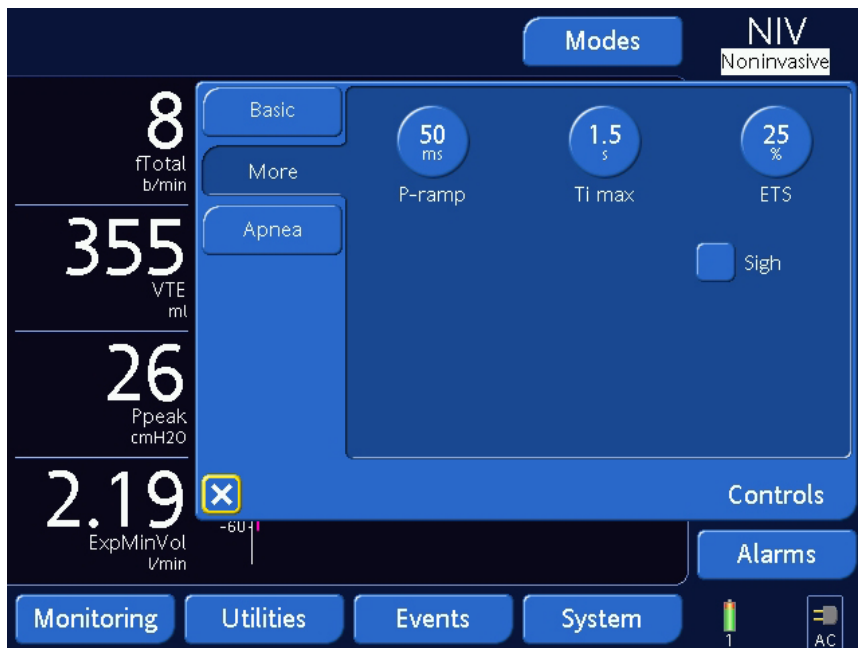 Modes
NIV
Noninvasive
8
fTotal
b/min
355
VTE
ml
26
Ppeak
cmH2O
2.19
ExpMinVol
l/min
Basic
More
Apnea
50
ms
P-ramp
1.5
s
Ti max
25
%
ETS
Sigh
Controls
-60
Alarms
Monitoring
Utilities
Events
System
1
AC